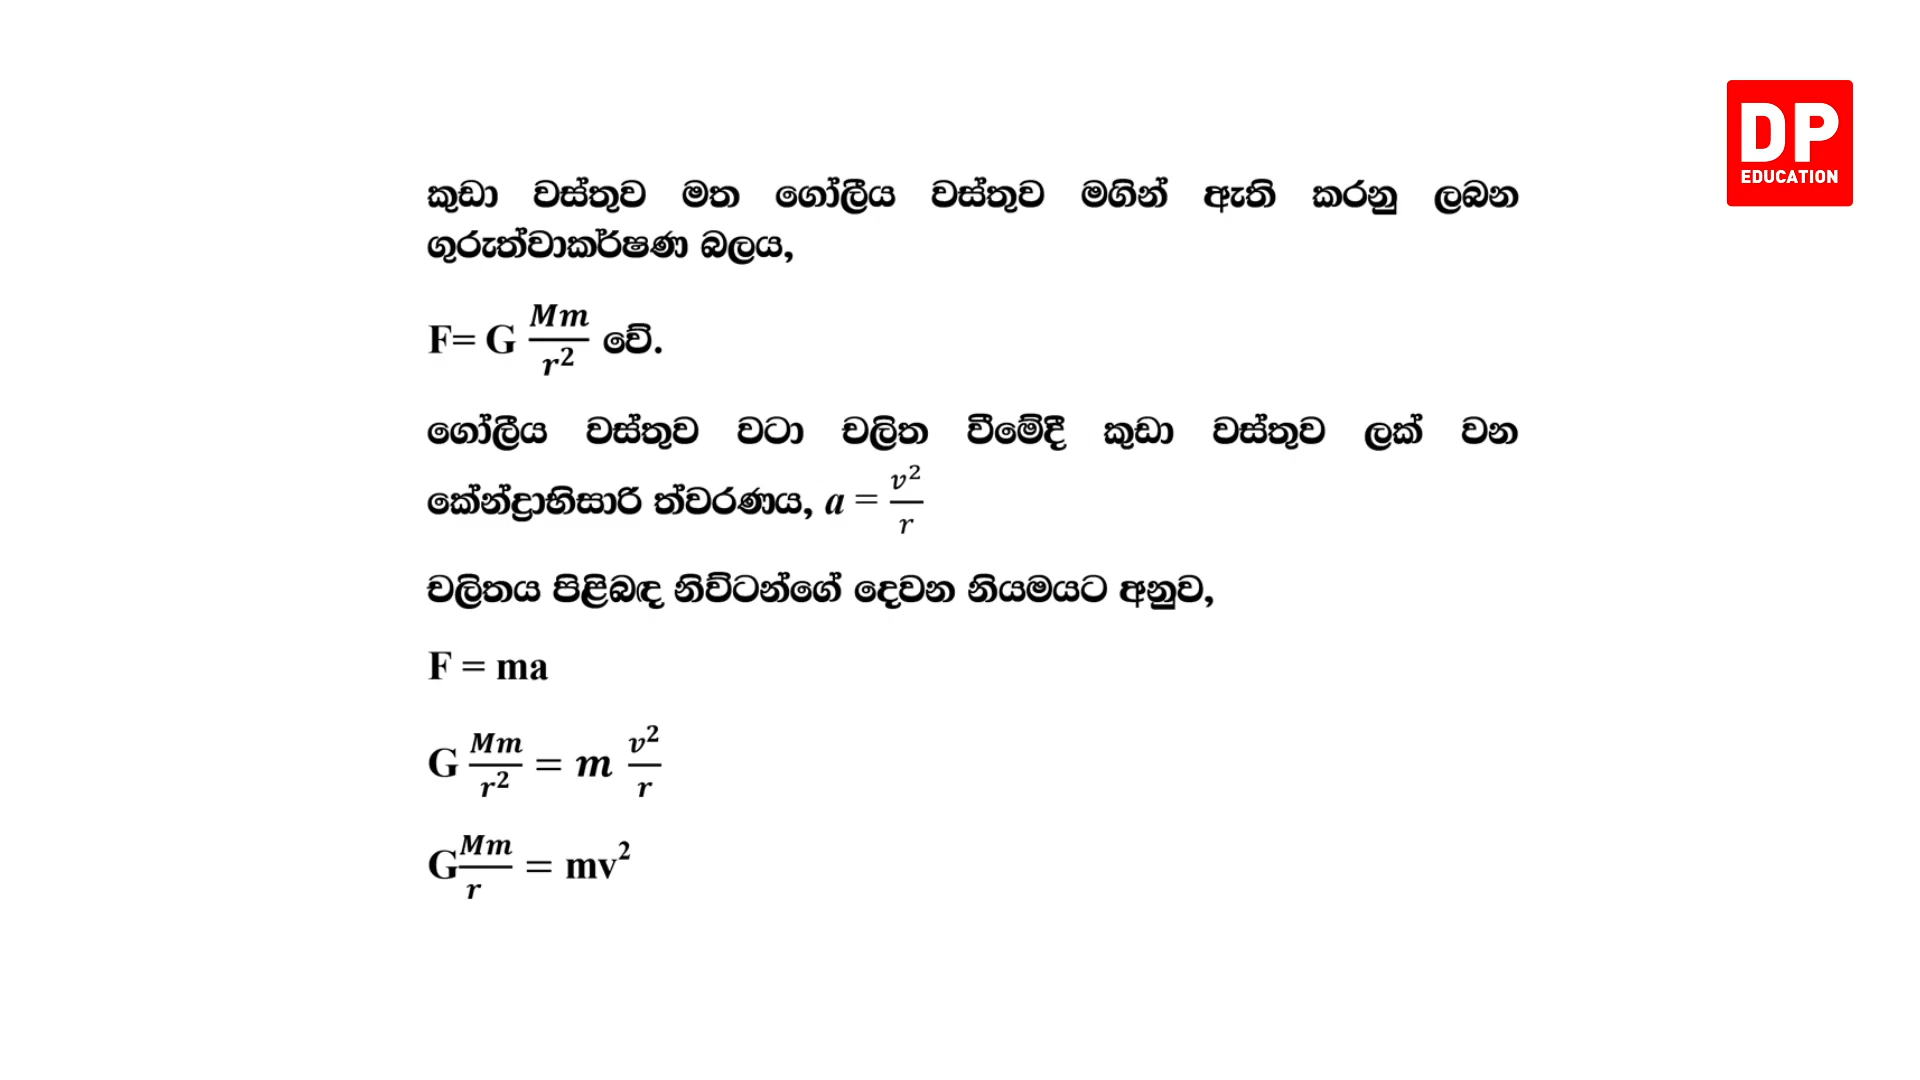 DP
EDUCATION
කුඩා වස්තුව මත ගෝලීය වස්තුව මගින් ඇති කරනු ලබන
ගුරුත්වාකර්ෂණ බලය,
F= G Mm/r² වේ.
ගෝලීය වස්තුව වටා චලිත වීමේදී කුඩා වස්තුව ලක් වන
කේන්ද්‍රාභිසාරි ත්වරණය, a = v²/r
චලිතය පිළිබඳ නිව්ටන්ගේ දෙවන නියමයට අනුව,
F = ma
G Mm/r² = m v²/r
G Mm/r = mv²